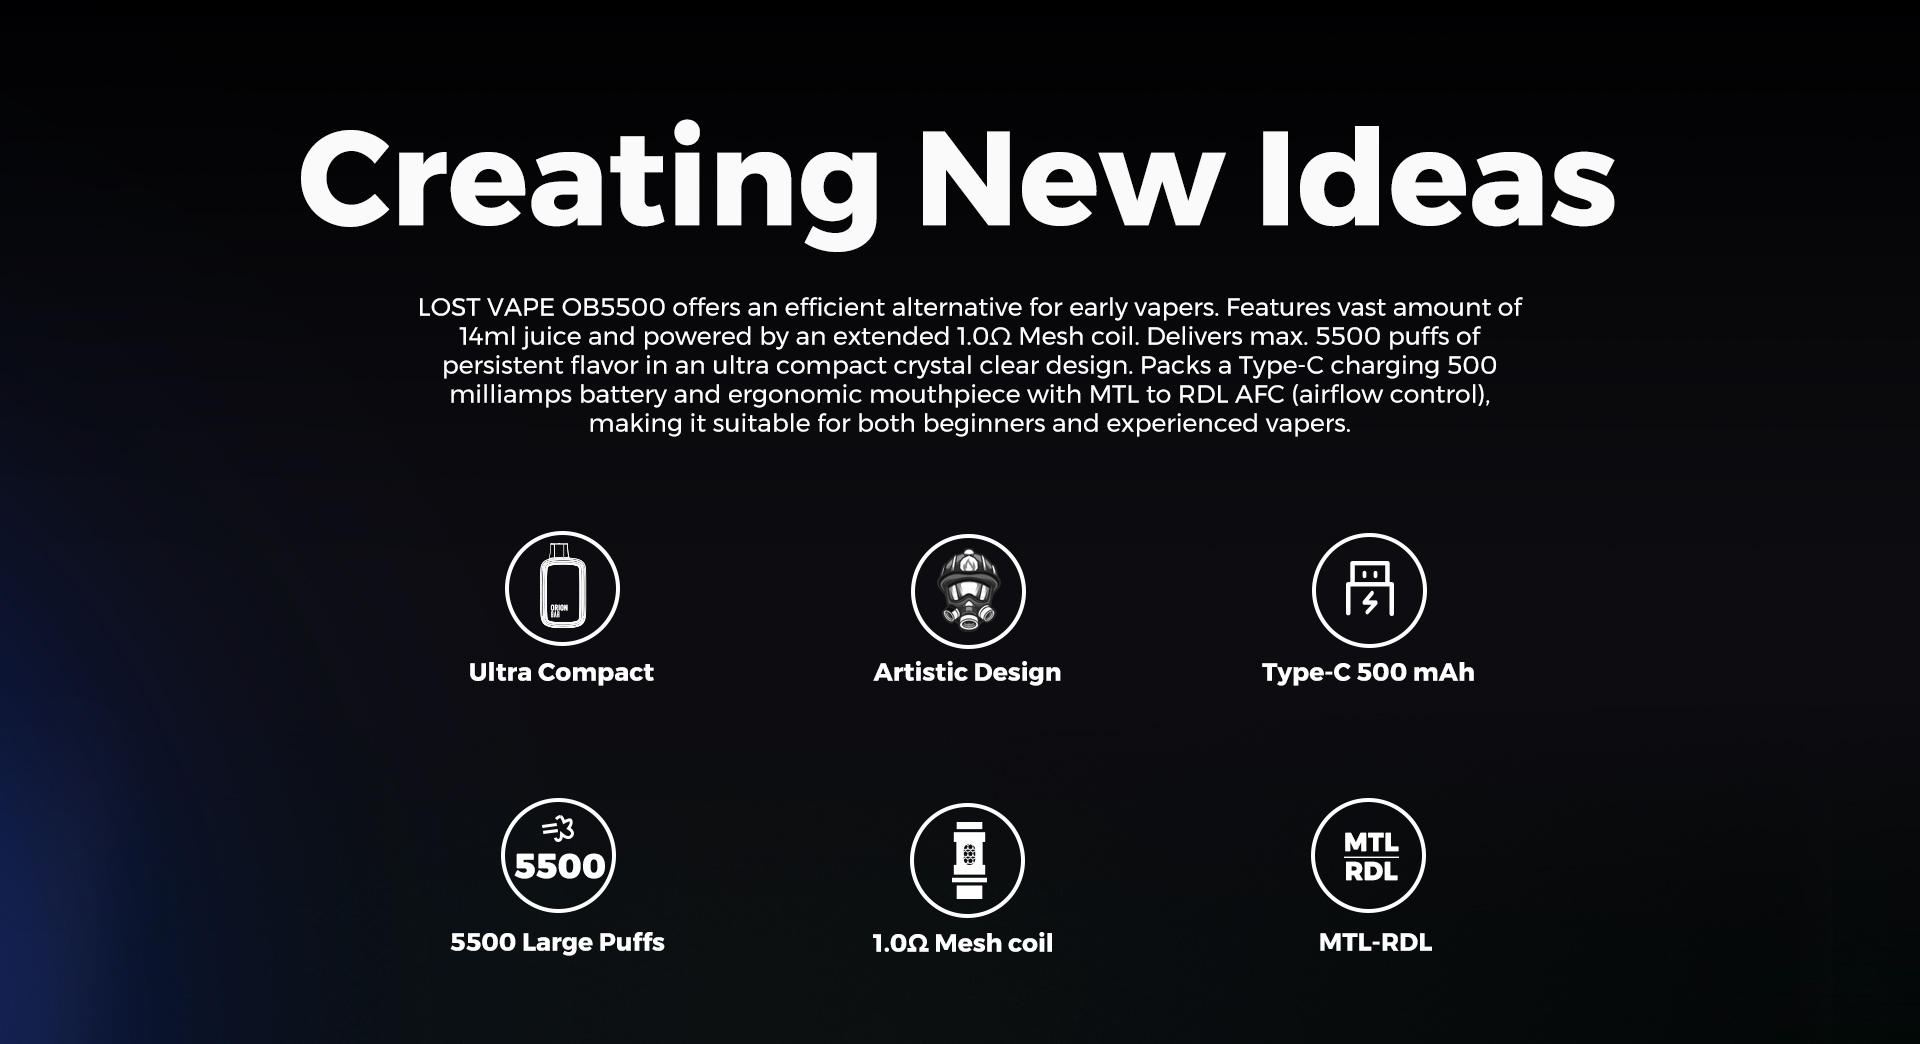 Creating New Ideas
LOST VAPE OB5500 offers an efficient alternative for early vapers. Features vast amount of
14ml juice and powered by an extended 1.0Ω Mesh coil. Delivers max. 5500 puffs of
persistent flavor in an ultra compact crystal clear design. Packs a Type-C charging 500
milliamps battery and ergonomic mouthpiece with MTL to RDL AFC (airflow control),
making it suitable for both beginners and experienced vapers.
ORION
BAR
Ultra Compact
Artistic Design
Type-C 500 mAh
5500
5500 Large Puffs
1.0Ω Mesh coil
MTL
RDL
MTL-RDL